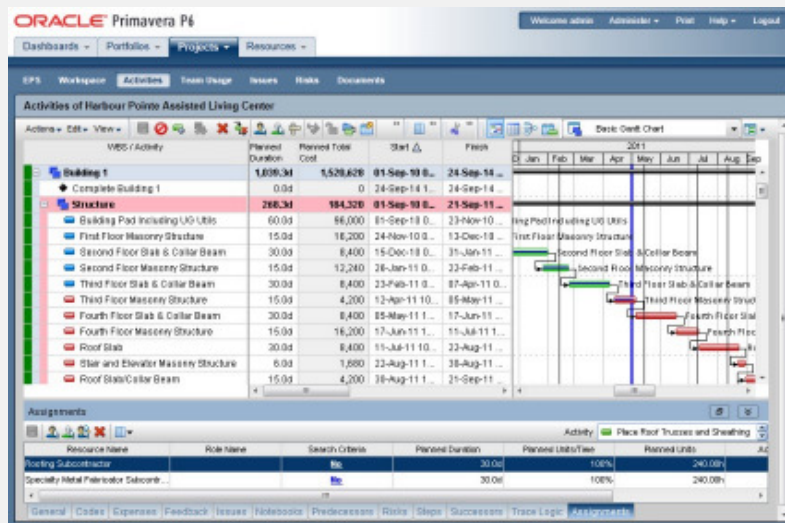 ORACLE Primavera P6
Welcome admin Administer Print Help Logout
Dashboards Portfolios Projects Resources
EPS Workspace Activities Team Usage Issues Risks Documents
Activities of Harbour Pointe Assisted Living Center
Actions Edit View Basic Gantt Chart
WBS / Activity Planned Duration Planned Total Cost Start Finish 2011
Jan Feb Mar Apr May Jun Jul Aug Sep
Building 1 1,039.3d 1,528,628 01-Sep-10 0... 24-Sep-14 ...
Complete Building 1 0.0d 0 24-Sep-14 1... 24-Sep-14 ...
Structure 268.3d 184,320 01-Sep-10 0... 21-Sep-11 ...
Building Pad Including UG Utils 60.0d 96,000 01-Sep-10 0... 23-Nov-10 ... ing Pad Including UG Utils
First Floor Masonry Structure 15.0d 16,200 24-Nov-10 0... 13-Dec-10 ... First Floor Masonry Structure
Second Floor Slab & Collar Beam 30.0d 8,400 15-Dec-10 0... 31-Jan-11 ... Second Floor Slab & Collar Beam
Second Floor Masonry Structure 15.0d 12,240 28-Jan-11 0... 22-Feb-11 ... Second Floor Masonry Structure
Third Floor Slab & Collar Beam 30.0d 8,400 23-Feb-11 0... 07-Apr-11 0... Third Floor Slab & Collar Beam
Third Floor Masonry Structure 15.0d 4,200 12-Apr-11 10... 05-May-11 ... Third Floor Masonry Struct
Fourth Floor Slab & Collar Beam 30.0d 8,400 05-May-11 1... 17-Jun-11 ... Fourth Floor Slab
Fourth Floor Masonry Structure 15.0d 16,200 17-Jun-11 1... 11-Jul-11 1... Fourth Floo
Roof Slab 30.0d 8,400 11-Jul-11 10... 22-Aug-11 ...
Stair and Elevator Masonry Structure 6.0d 1,680 22-Aug-11 1... 30-Aug-11 ...
Roof Slab/Collar Beam 15.0d 4,200 30-Aug-11 1... 21-Sep-11 ...
Assignments
Activity Place Roof Trusses and Sheathing
Resource Name Role Name Search Criteria Planned Duration Planned Units/Time Planned Units
Roofing Subcontractor No 30.0d 100% 240.00h
Specialty Metal Fabricator Subcontr... No 30.0d 100% 240.00h
General Codes Expenses Feedback Issues Notebooks Predecessors Risks Steps Successors Trace Logic Assignments